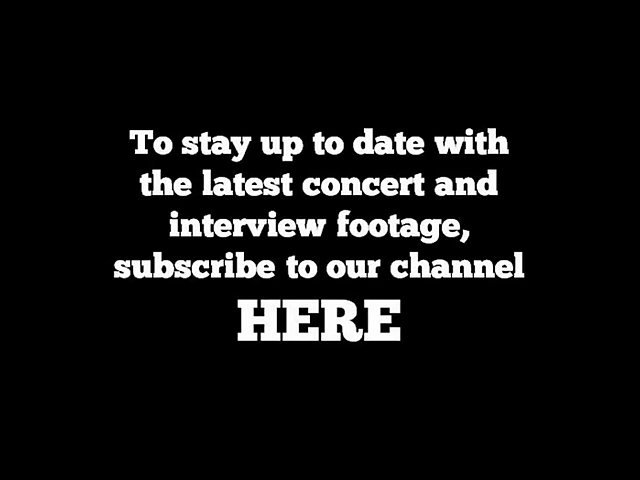 To stay up to date with
the latest concert and
interview footage,
subscribe to our channel
HERE